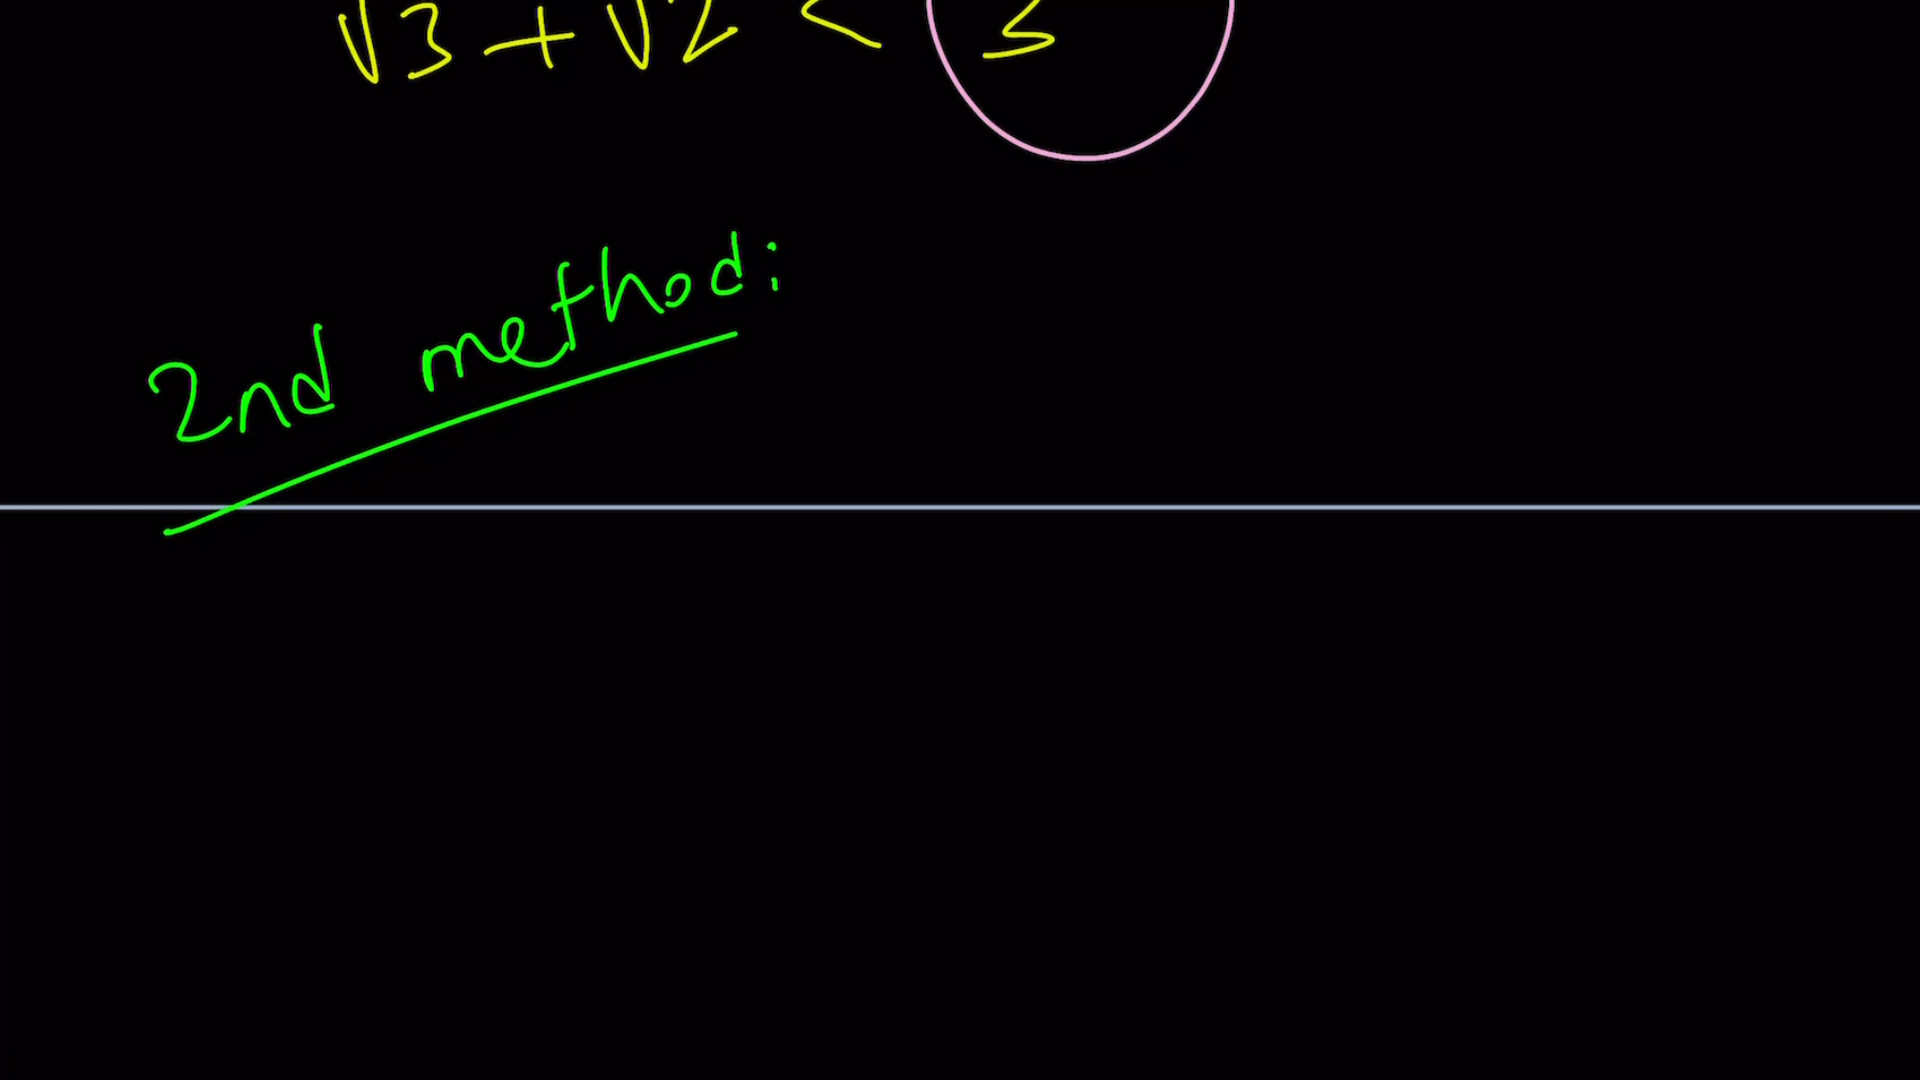 √3 + √2 < 3
2nd method: